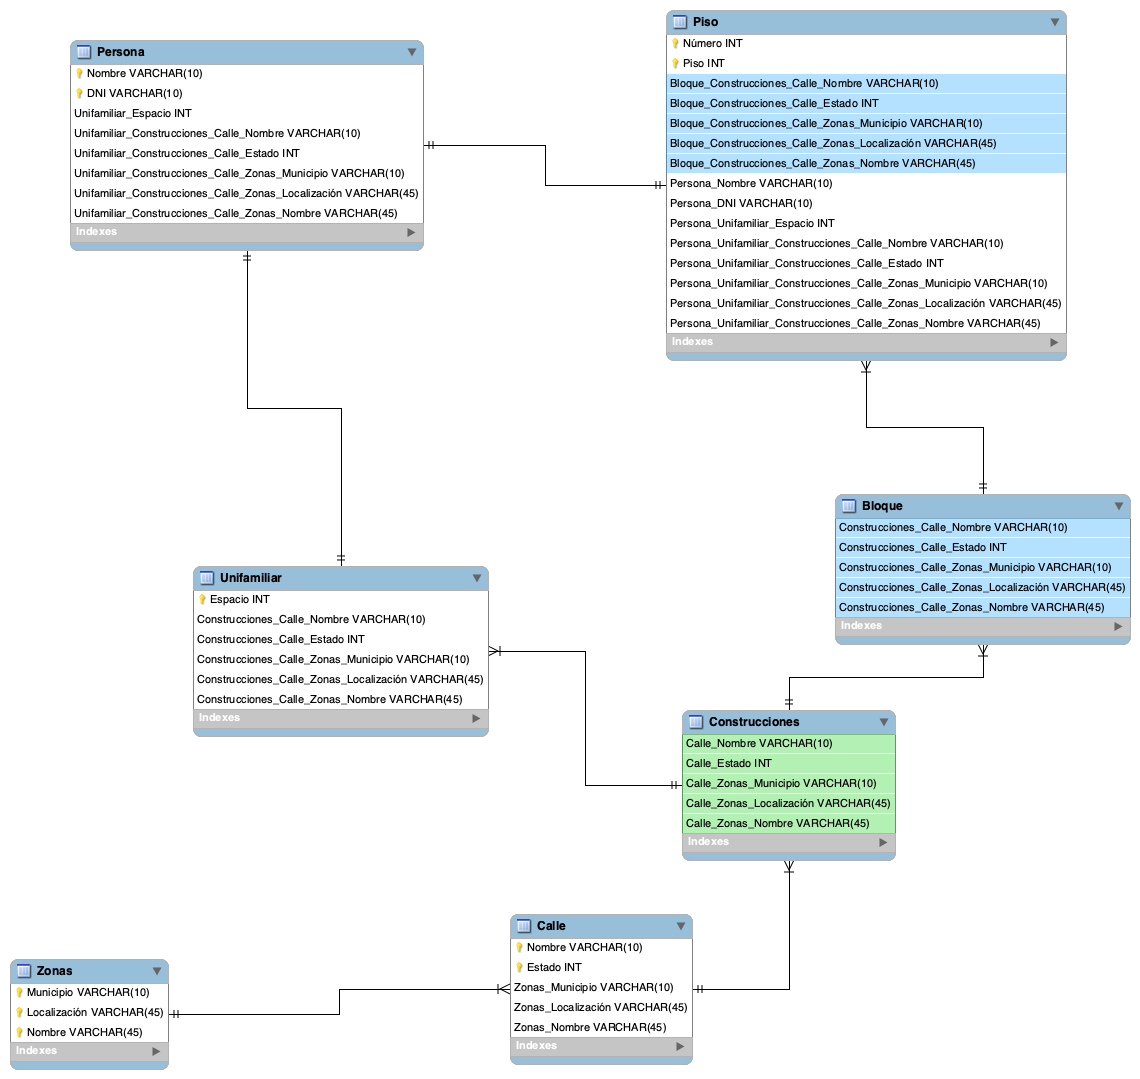 Persona
Nombre VARCHAR(10)
DNI VARCHAR(10)
Unifamiliar_Espacio INT
Unifamiliar_Construcciones_Calle_Nombre VARCHAR(10)
Unifamiliar_Construcciones_Calle_Estado INT
Unifamiliar_Construcciones_Calle_Zonas_Municipio VARCHAR(10)
Unifamiliar_Construcciones_Calle_Zonas_Localización VARCHAR(45)
Unifamiliar_Construcciones_Calle_Zonas_Nombre VARCHAR(45)
Indexes
Piso
Número INT
Piso INT
Bloque_Construcciones_Calle_Nombre VARCHAR(10)
Bloque_Construcciones_Calle_Estado INT
Bloque_Construcciones_Calle_Zonas_Municipio VARCHAR(10)
Bloque_Construcciones_Calle_Zonas_Localización VARCHAR(45)
Bloque_Construcciones_Calle_Zonas_Nombre VARCHAR(45)
Persona_Nombre VARCHAR(10)
Persona_DNI VARCHAR(10)
Persona_Unifamiliar_Espacio INT
Persona_Unifamiliar_Construcciones_Calle_Nombre VARCHAR(10)
Persona_Unifamiliar_Construcciones_Calle_Estado INT
Persona_Unifamiliar_Construcciones_Calle_Zonas_Municipio VARCHAR(10)
Persona_Unifamiliar_Construcciones_Calle_Zonas_Localización VARCHAR(45)
Persona_Unifamiliar_Construcciones_Calle_Zonas_Nombre VARCHAR(45)
Indexes
Bloque
Construcciones_Calle_Nombre VARCHAR(10)
Construcciones_Calle_Estado INT
Construcciones_Calle_Zonas_Municipio VARCHAR(10)
Construcciones_Calle_Zonas_Localización VARCHAR(45)
Construcciones_Calle_Zonas_Nombre VARCHAR(45)
Indexes
Unifamiliar
Espacio INT
Construcciones_Calle_Nombre VARCHAR(10)
Construcciones_Calle_Estado INT
Construcciones_Calle_Zonas_Municipio VARCHAR(10)
Construcciones_Calle_Zonas_Localización VARCHAR(45)
Construcciones_Calle_Zonas_Nombre VARCHAR(45)
Indexes
Construcciones
Calle_Nombre VARCHAR(10)
Calle_Estado INT
Calle_Zonas_Municipio VARCHAR(10)
Calle_Zonas_Localización VARCHAR(45)
Calle_Zonas_Nombre VARCHAR(45)
Indexes
Calle
Nombre VARCHAR(10)
Estado INT
Zonas_Municipio VARCHAR(10)
Zonas_Localización VARCHAR(45)
Zonas_Nombre VARCHAR(45)
Indexes
Zonas
Municipio VARCHAR(10)
Localización VARCHAR(45)
Nombre VARCHAR(45)
Indexes